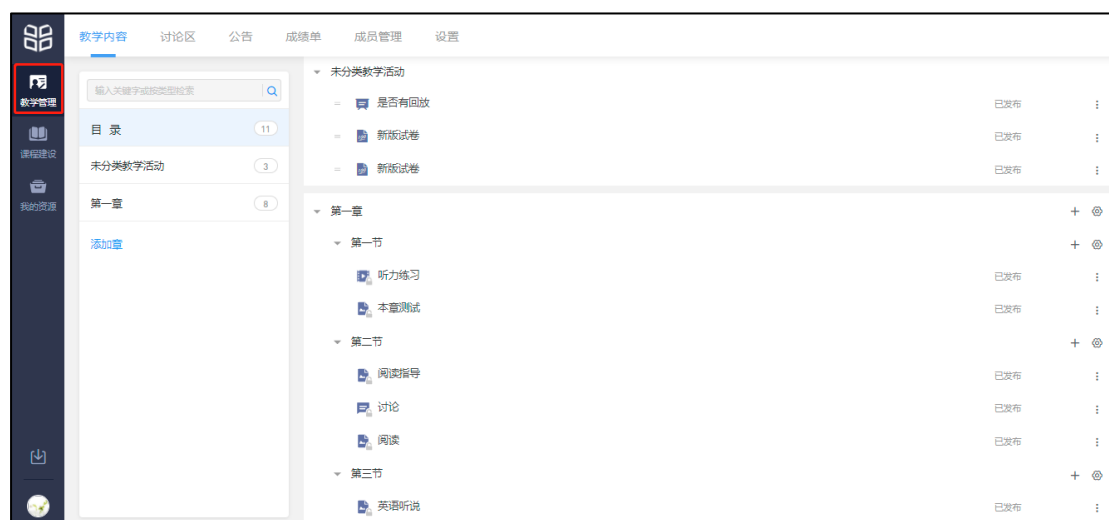 教学内容 讨论区 公告 成绩单 成员管理 设置
教学管理
课程建设
我的资源
输入关键字或按类型检索
目 录 11
未分类教学活动 3
第一章 8
添加章
未分类教学活动
是否有回放 已发布
新版试卷 已发布
新版试卷 已发布
第一章
第一节
听力练习 已发布
本章测试 已发布
第二节
阅读指导 已发布
讨论 已发布
阅读 已发布
第三节
英语听说 已发布